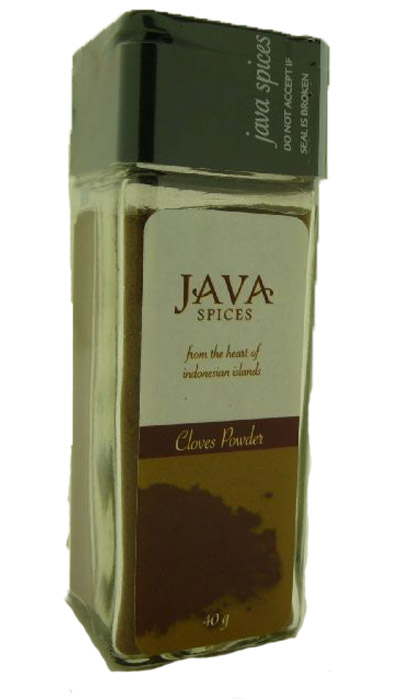 java spices
DO NOT ACCEPT IF
SEAL IS BROKEN
JAVA
SPICES
from the heart of
indonesian islands
Cloves Powder
40 g